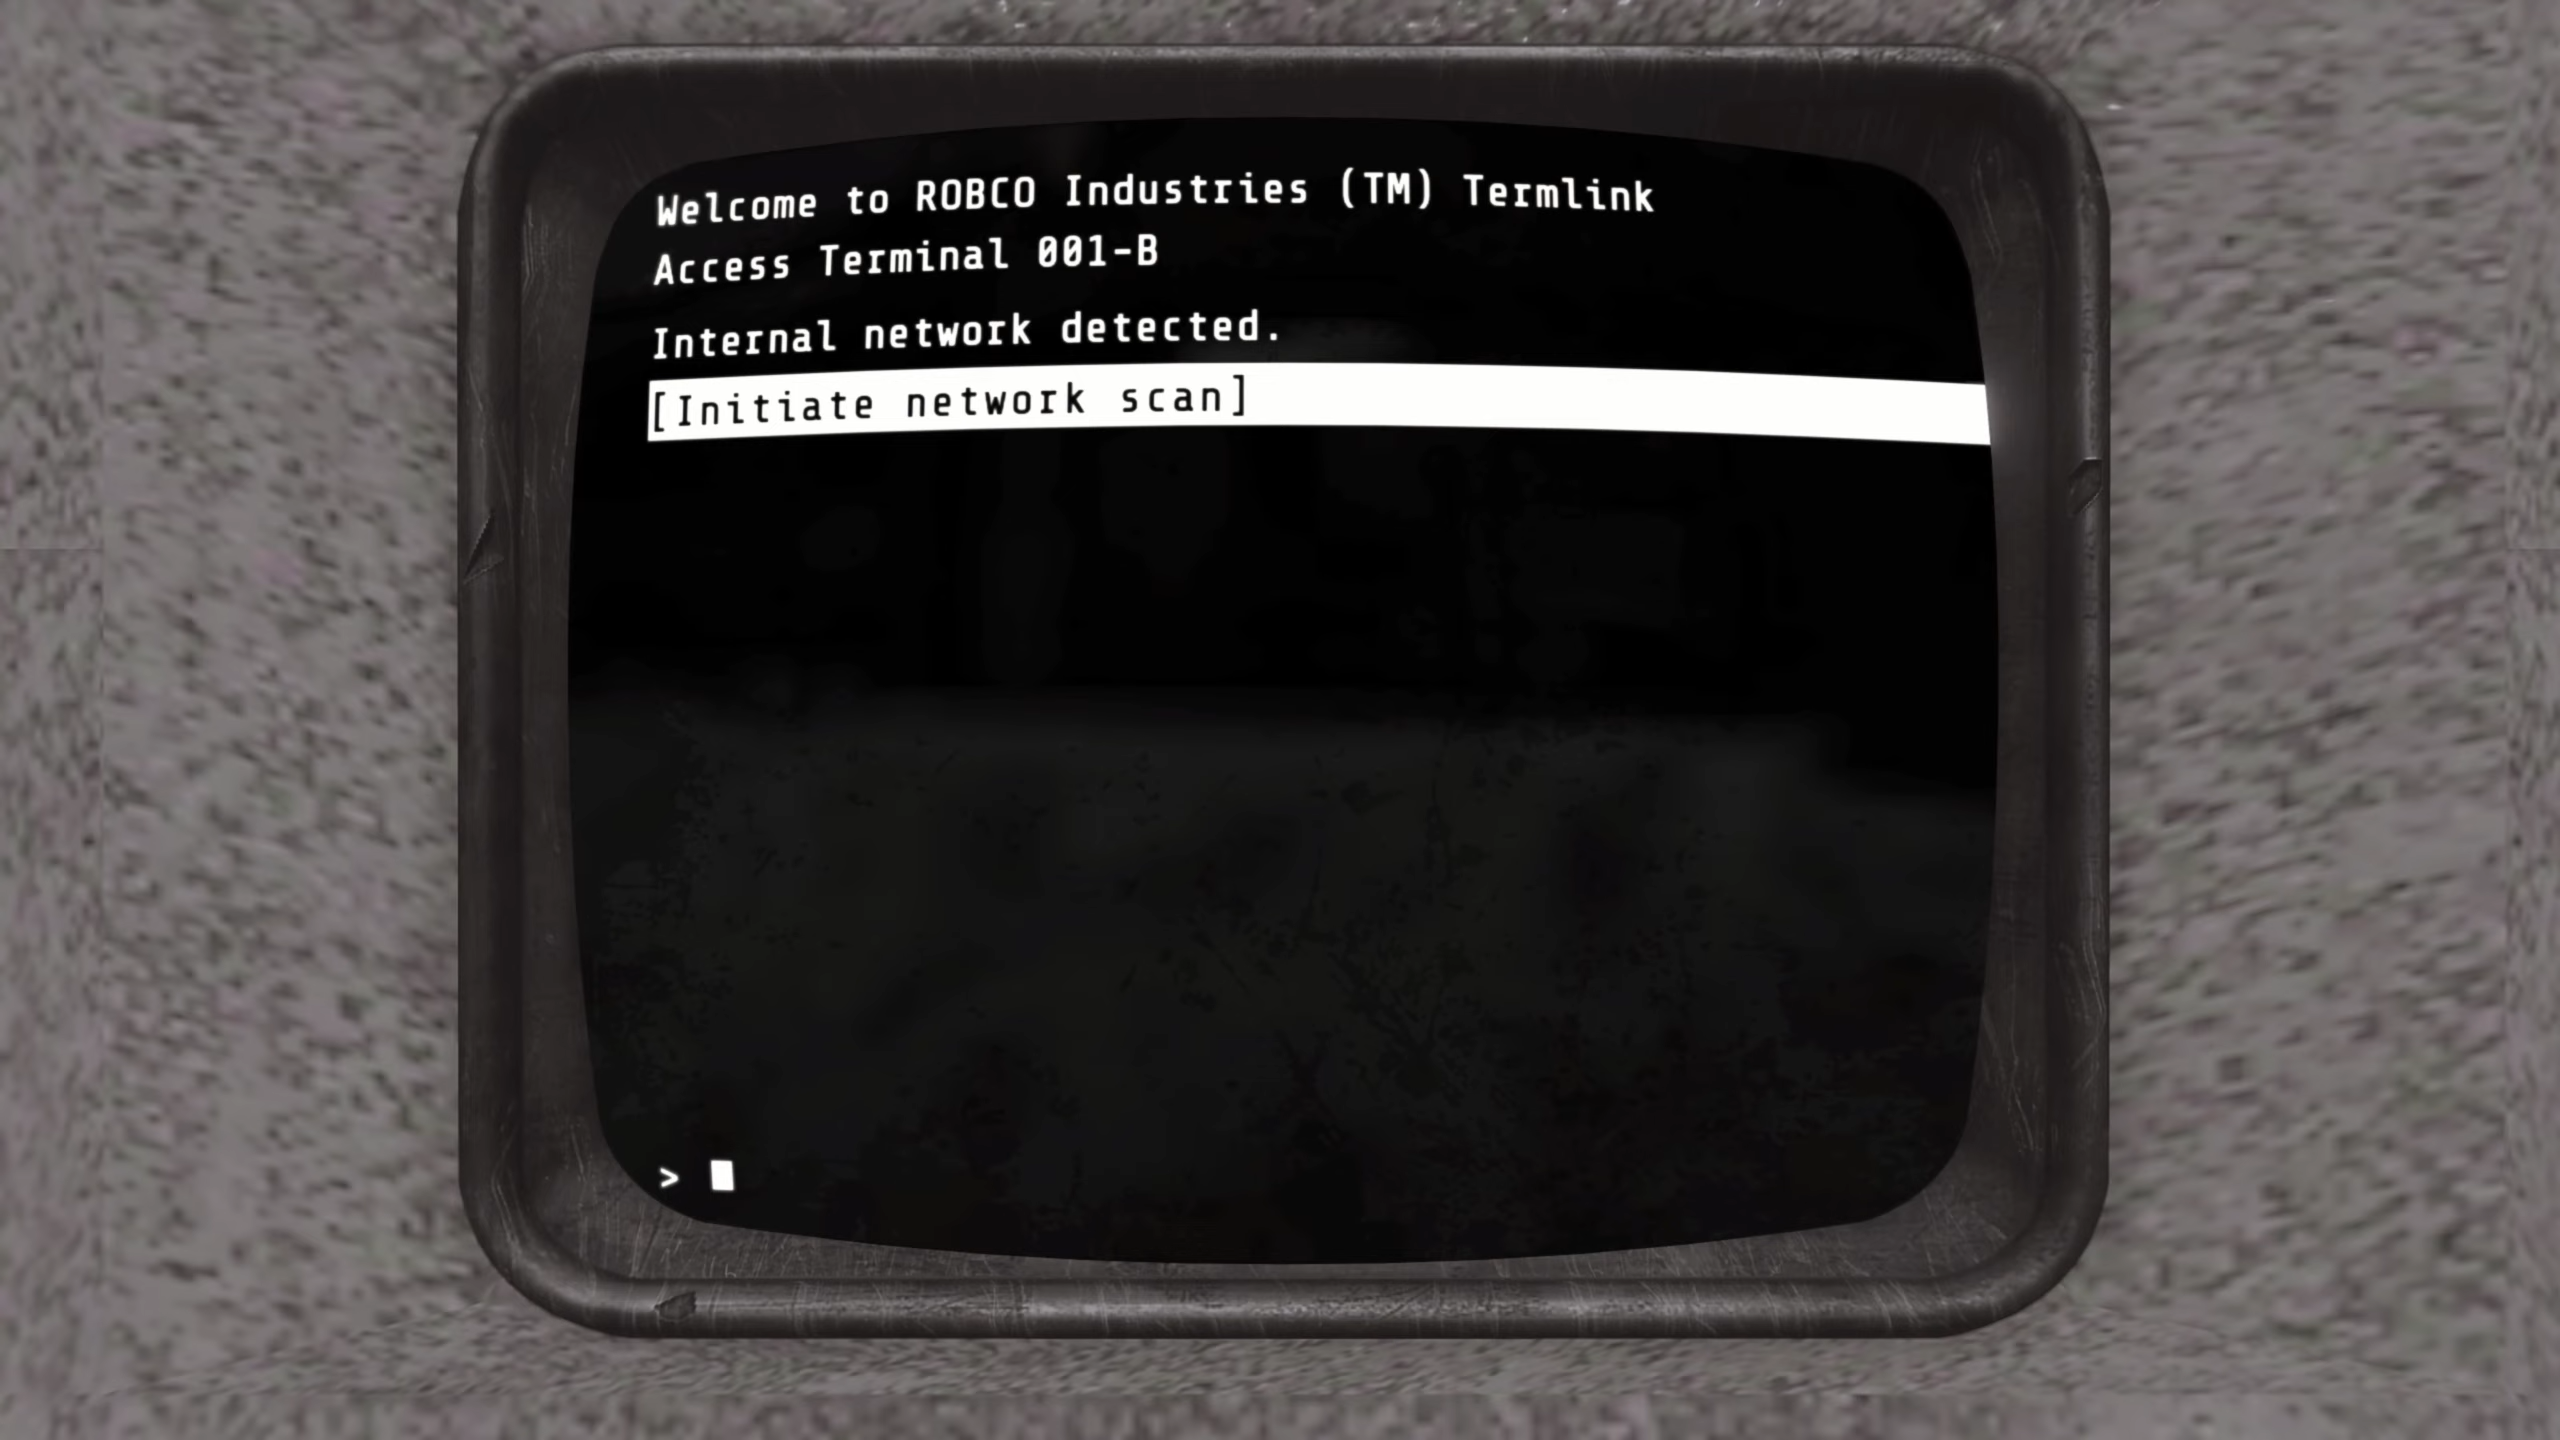 Welcome to ROBCO Industries (TM) Termlink
Access Terminal 001-B
Internal network detected.
[Initiate network scan]
>